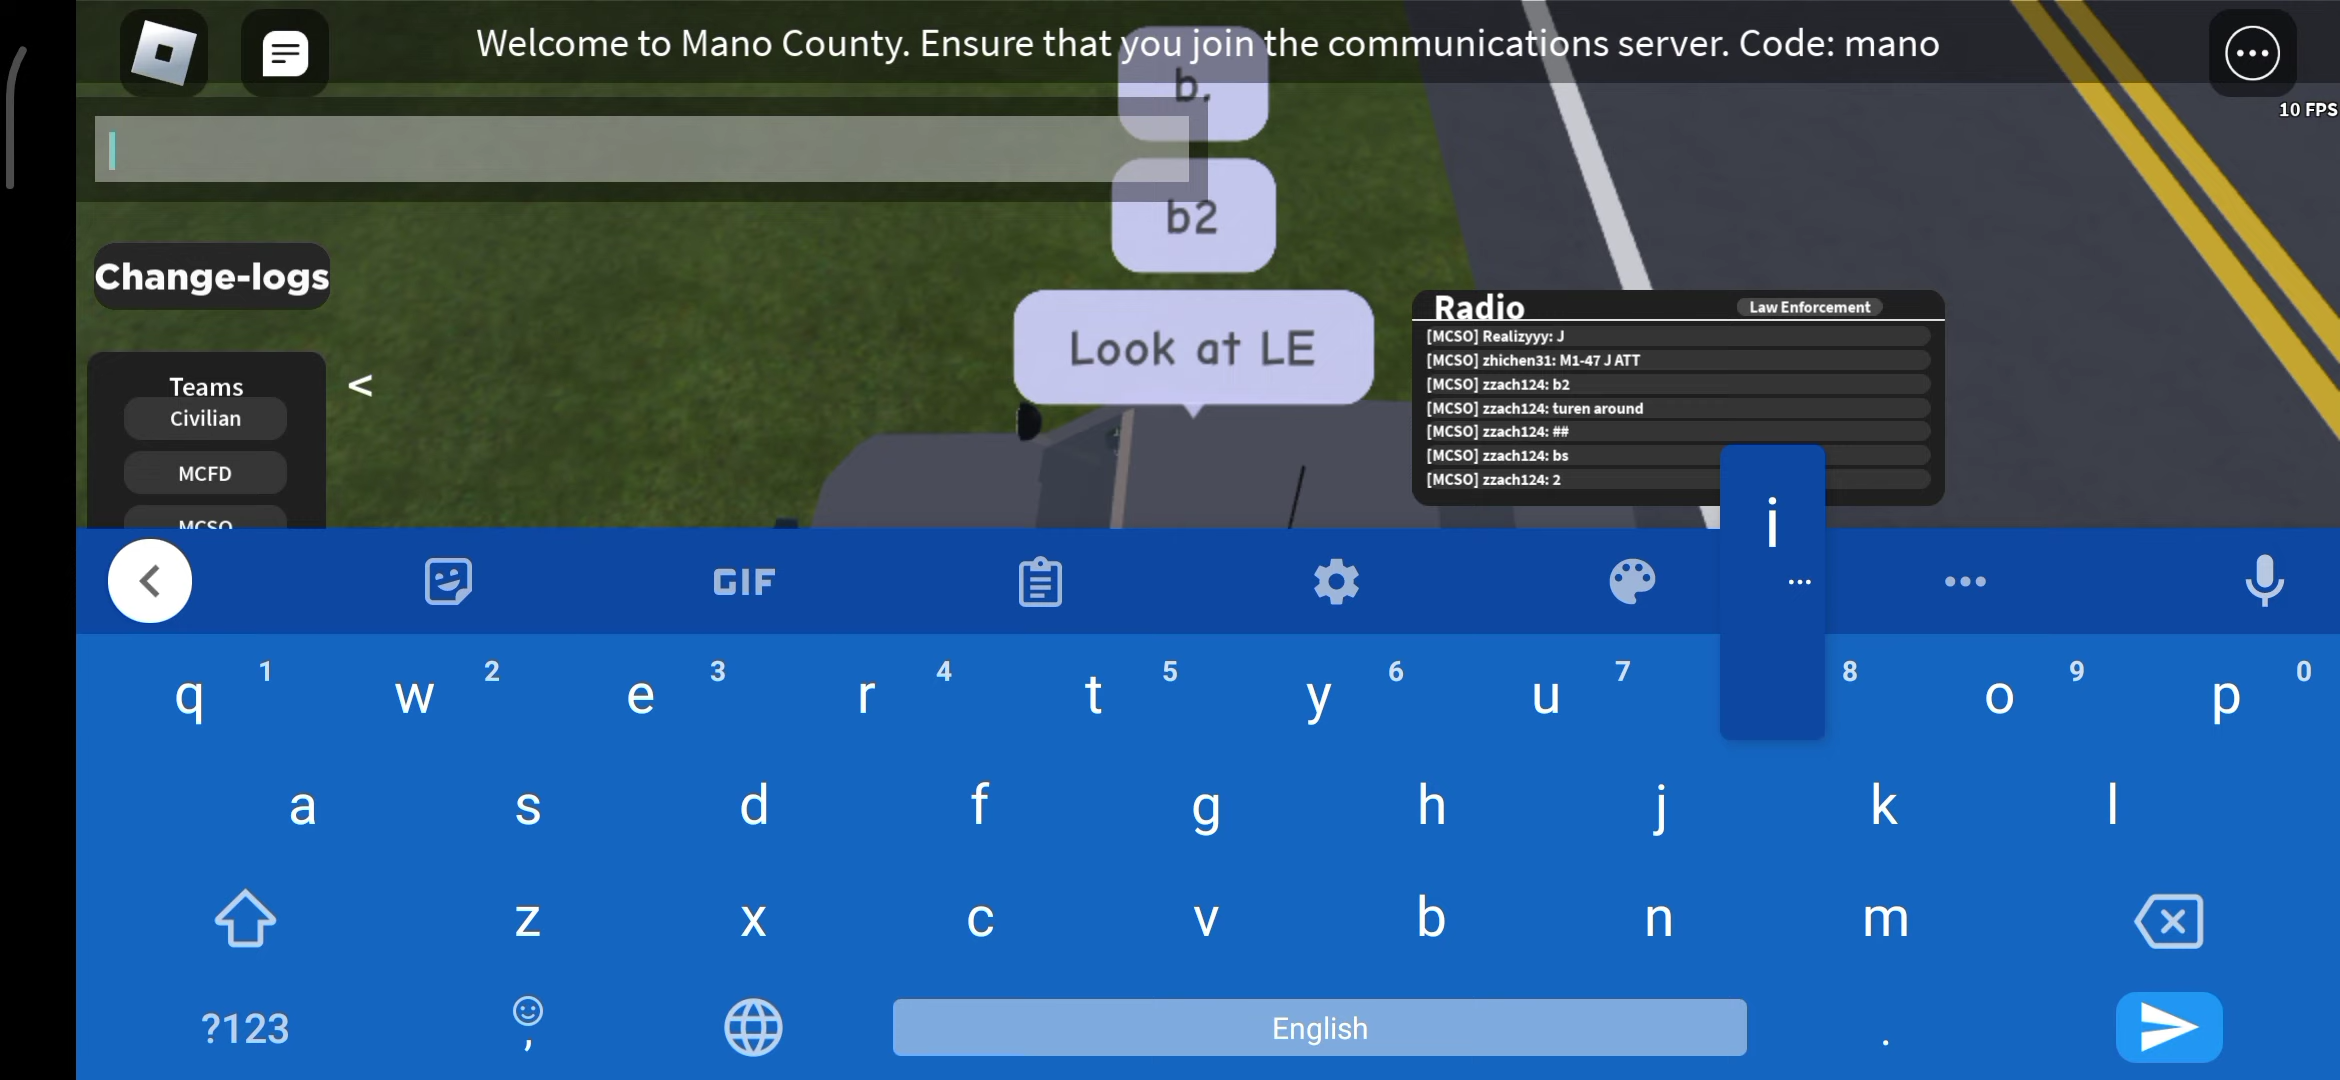 Welcome to Mano County. Ensure that you join the communications server. Code: mano
10 FPS
b.
b2
Look at LE
Change-logs
Teams
<
Civilian
MCFD
MCSO
Radio
Law Enforcement
[MCSO] Realizyyy: J
[MCSO] zhichen31: M1-47 J ATT
[MCSO] zzach124: b2
[MCSO] zzach124: turen around
[MCSO] zzach124: ##
[MCSO] zzach124: bs
[MCSO] zzach124: 2
i
...
GIF
q 1 w 2 e 3 r 4 t 5 y 6 u 7 8 o 9 p 0
a s d f g h j k l
z x c v b n m
?123 , English .